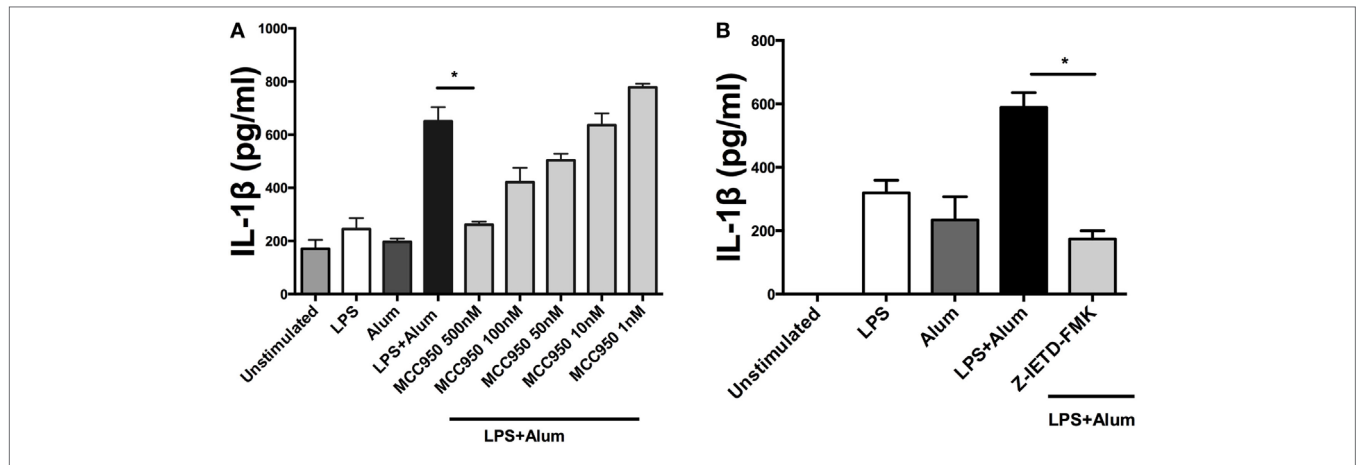 A
IL-1β (pg/ml)
1000
800
600
400
200
0
*
Unstimulated
LPS
Alum
LPS+Alum
MCC950 500nM
MCC950 100nM
MCC950 50nM
MCC950 10nM
MCC950 1nM
LPS+Alum
B
IL-1β (pg/ml)
800
600
400
200
0
*
Unstimulated
LPS
Alum
LPS+Alum
Z-IETD-FMK
LPS+Alum